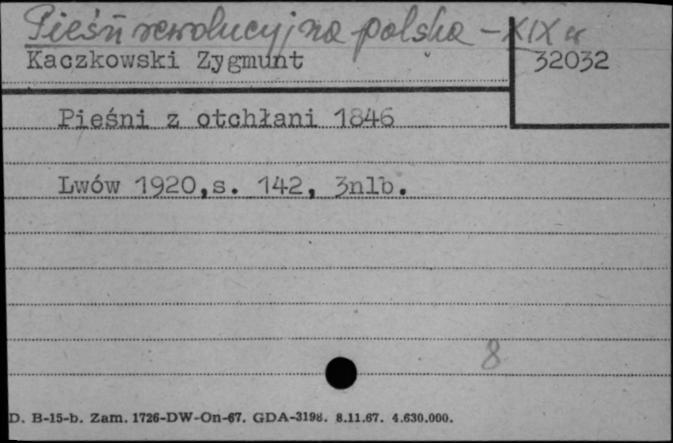 Pieśń rewolucyjna polska - XIX w
Kaczkowski Zygmunt
32032
Pieśni z otchłani 1846
Lwów 1920,s. 142, 3nlb.
8
D. B-15-b. Zam. 1726-DW-On-67. GDA-3198. 8.11.67. 4.630.000.